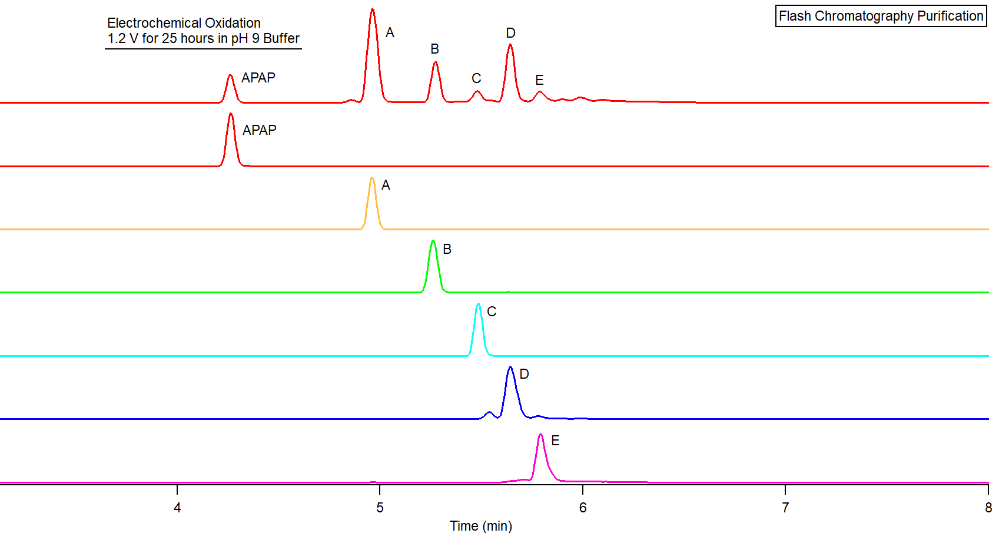 Flash Chromatography Purification
Electrochemical Oxidation
1.2 V for 25 hours in pH 9 Buffer
APAP
A
B
C
D
E
APAP
A
B
C
D
E
4
5
6
7
8
Time (min)